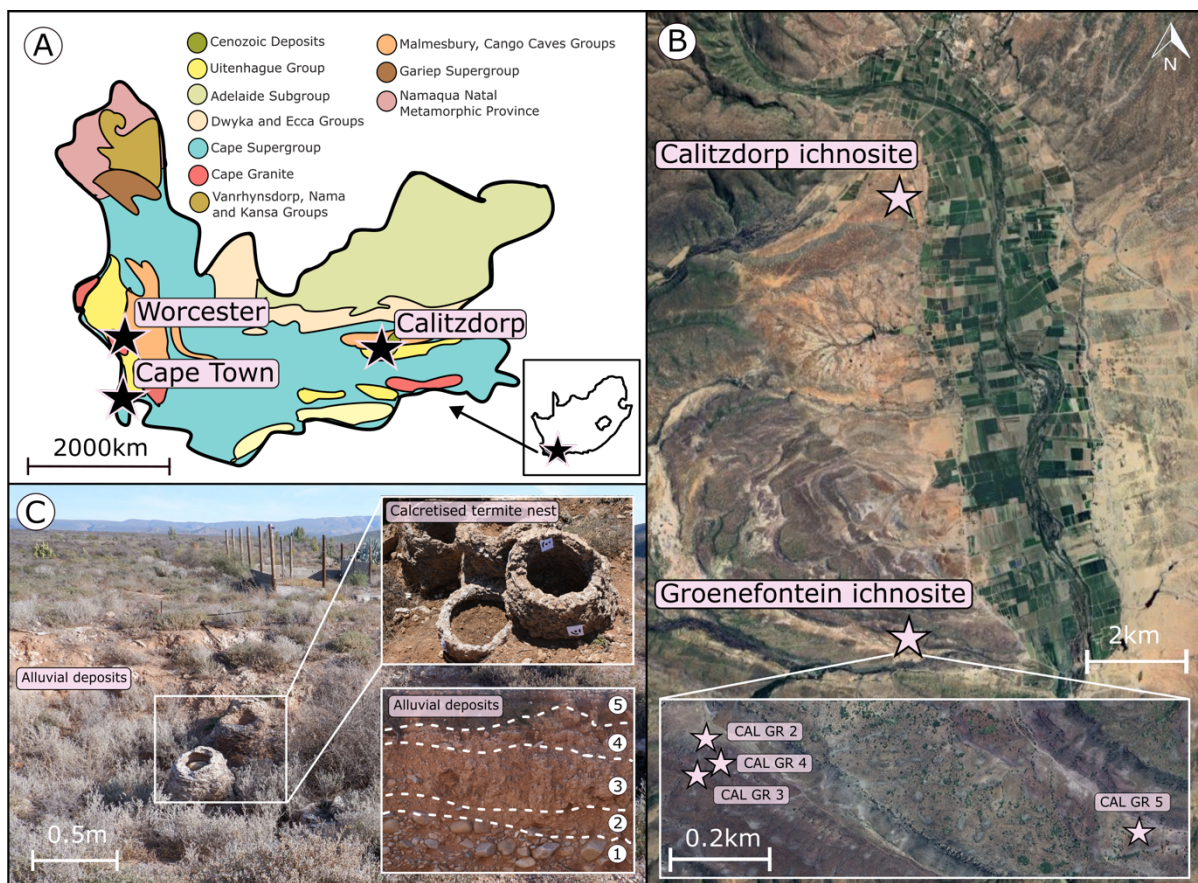 A
Cenozoic Deposits
Uitenhague Group
Adelaide Subgroup
Dwyka and Ecca Groups
Cape Supergroup
Cape Granite
Vanrhynsdorp, Nama
and Kansa Groups
Malmesbury, Cango Caves Groups
Gariep Supergroup
Namaqua Natal
Metamorphic Province
Worcester
Calitzdorp
Cape Town
2000km
B
N
Calitzdorp ichnosite
Groenefontein ichnosite
2km
CAL GR 2
CAL GR 4
CAL GR 3
CAL GR 5
0.2km
C
Calcretised termite nest
Alluvial deposits
0.5m
Alluvial deposits
5
4
3
2
1